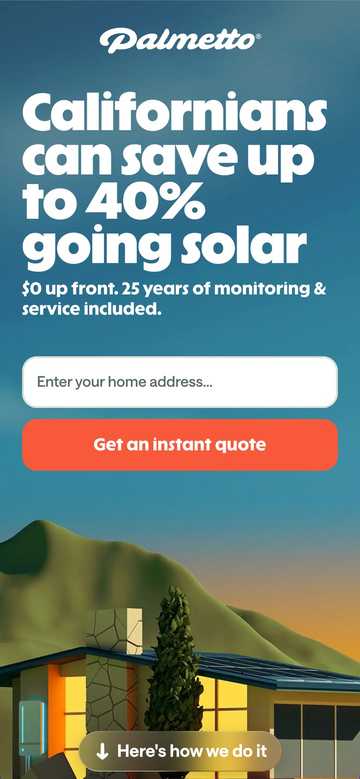 Palmetto®
Californians
can save up
to 40%
going solar
$0 up front. 25 years of monitoring &
service included.
Enter your home address...
Get an instant quote
↓ Here's how we do it